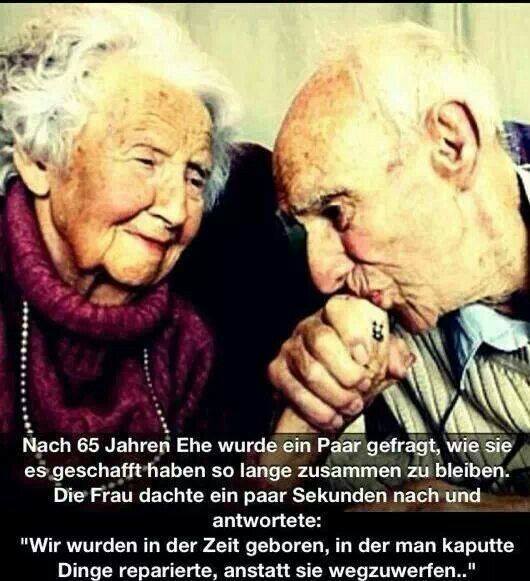 Nach 65 Jahren Ehe wurde ein Paar gefragt, wie sie
es geschafft haben so lange zusammen zu bleiben.
Die Frau dachte ein paar Sekunden nach und
antwortete:
"Wir wurden in der Zeit geboren, in der man kaputte
Dinge reparierte, anstatt sie wegzuwerfen.."